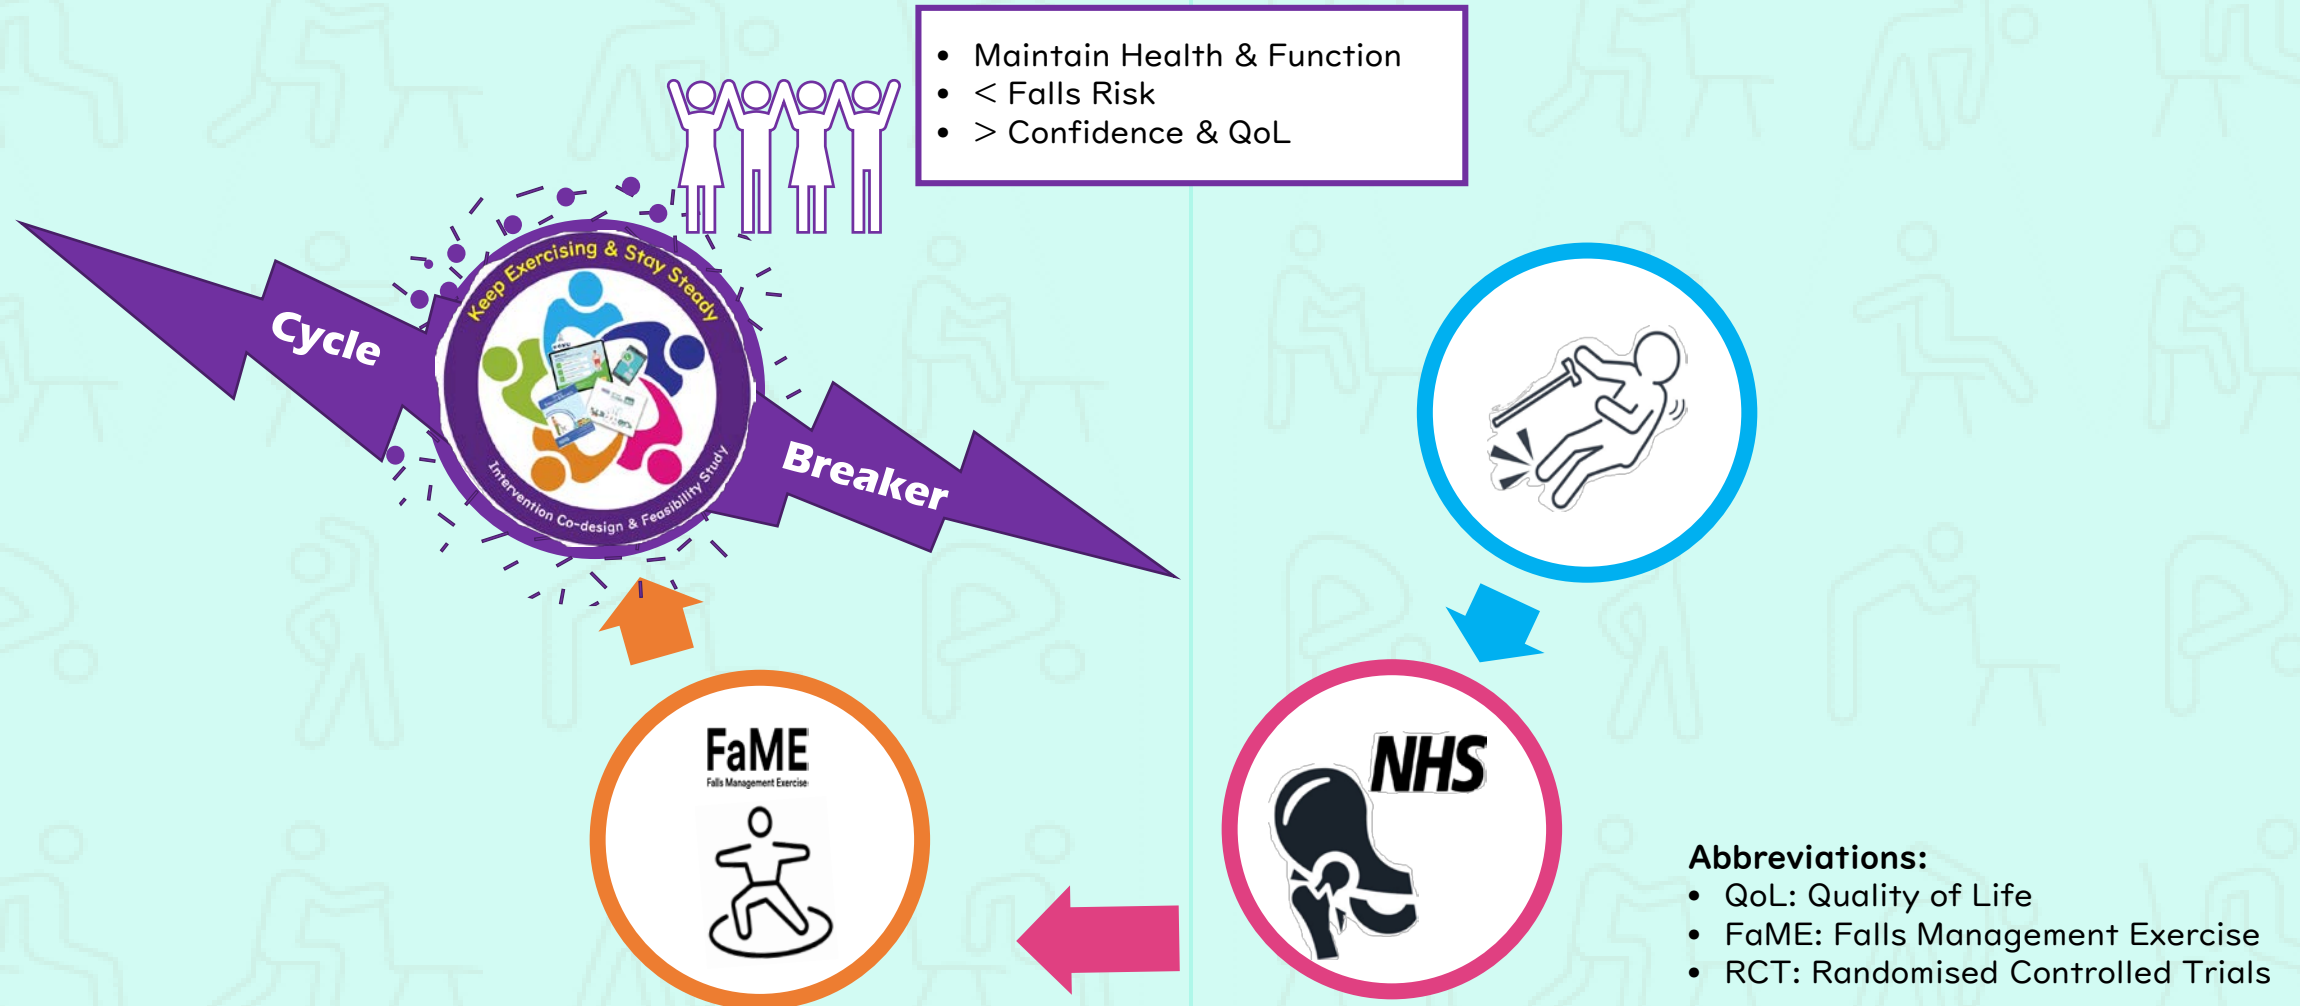 • Maintain Health & Function
• < Falls Risk
• > Confidence & QoL
Keep Exercising & Stay Steady
Cycle
Breaker
Intervention Co-design & Feasibility Study
FaME
Falls Management Exercise
NHS
Abbreviations:
• QoL: Quality of Life
• FaME: Falls Management Exercise
• RCT: Randomised Controlled Trials